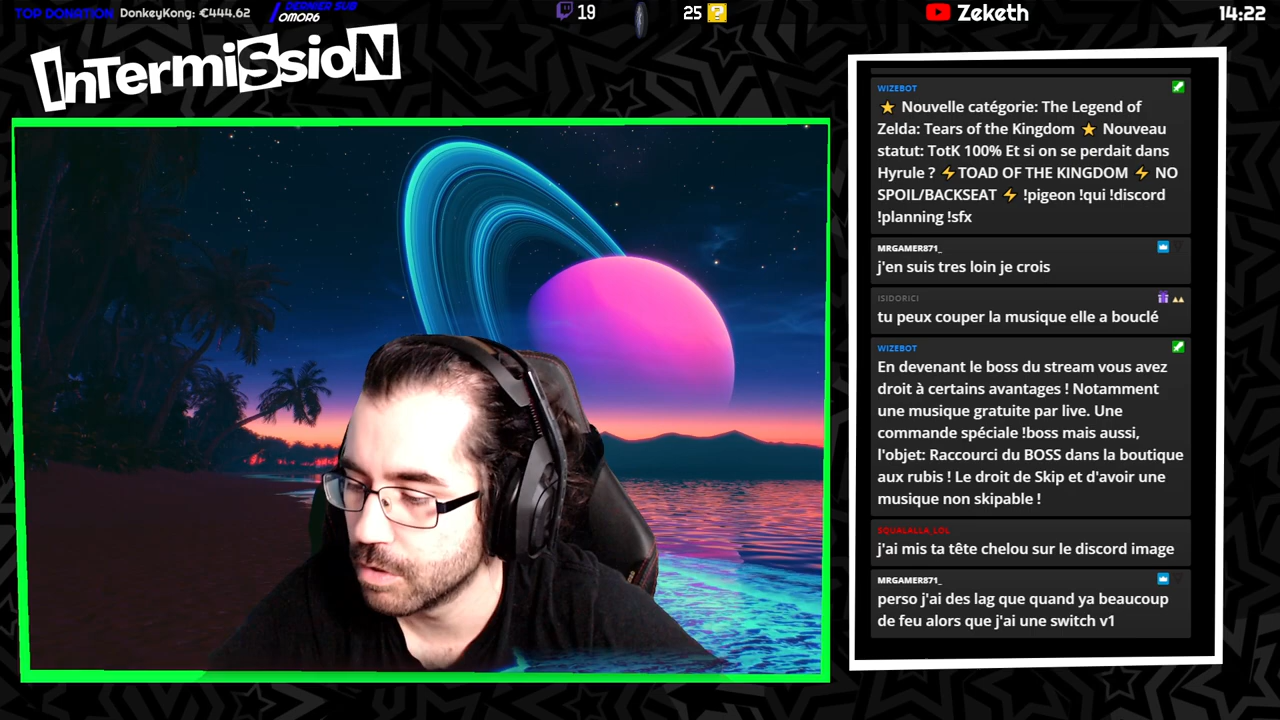 TOP DONATION DonkeyKong: €444.62
DERNIER SUB
OMOR6
19
25
?
Zeketh
14:22
InTermiSSioN
WIZEBOT
Nouvelle catégorie: The Legend of
Zelda: Tears of the Kingdom ⭐ Nouveau
statut: TotK 100% Et si on se perdait dans
Hyrule ? ⚡TOAD OF THE KINGDOM ⚡ NO
SPOIL/BACKSEAT ⚡ !pigeon !qui !discord
!planning !sfx
MRGAMER871_
j'en suis tres loin je crois
ISIDORICI
tu peux couper la musique elle a bouclé
WIZEBOT
En devenant le boss du stream vous avez
droit à certains avantages ! Notamment
une musique gratuite par live. Une
commande spéciale !boss mais aussi,
l'objet: Raccourci du BOSS dans la boutique
aux rubis ! Le droit de Skip et d'avoir une
musique non skipable !
SQUALALLA_LOL
j'ai mis ta tête chelou sur le discord image
MRGAMER871_
perso j'ai des lag que quand ya beaucoup
de feu alors que j'ai une switch v1